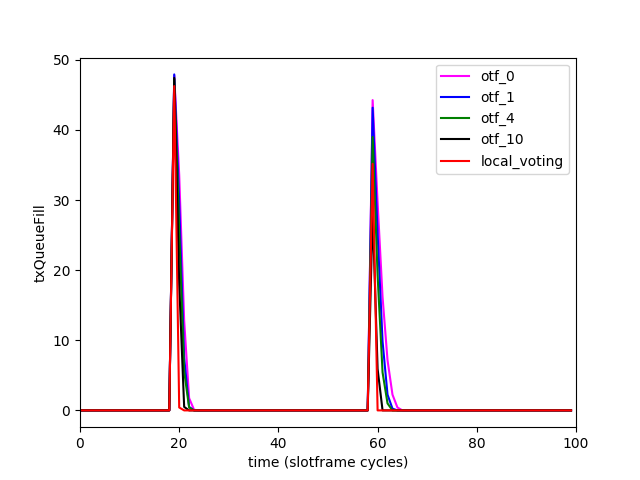 50
40
30
20
10
0
txQueueFill
0 20 40 60 80 100
time (slotframe cycles)
otf_0
otf_1
otf_4
otf_10
local_voting